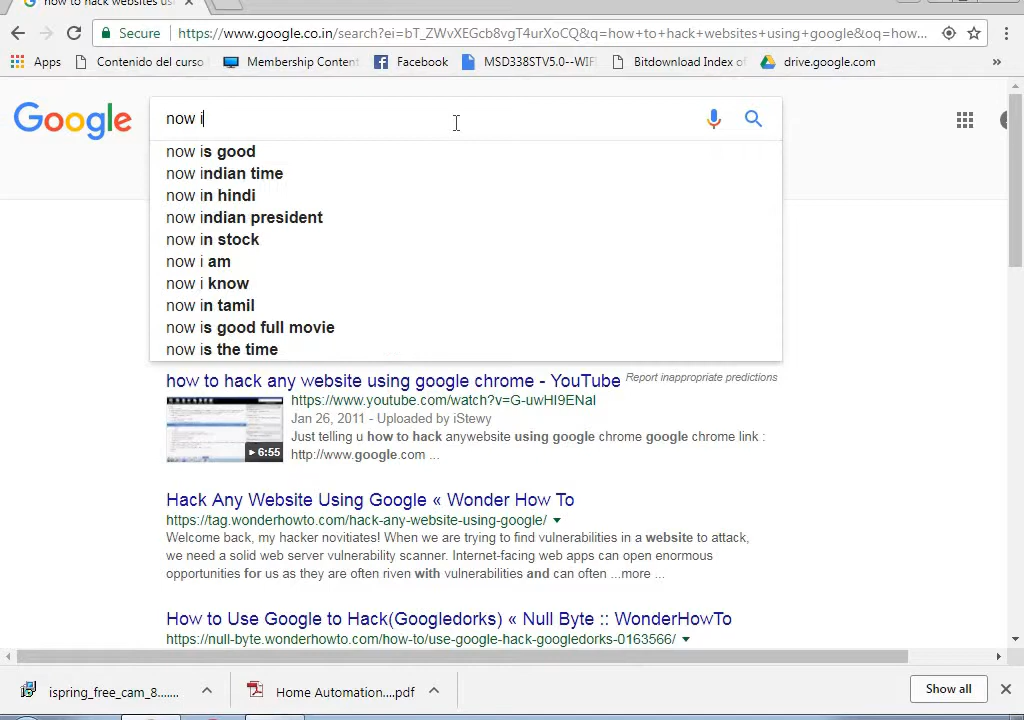 how to hack websites us
Secure https://www.google.co.in/search?ei=bT_ZWvXEGcb8vgT4urXoCQ&q=how+to+hack+websites+using+google&oq=how...
Apps Contenido del curso Membership Conten Facebook MSD338STV5.0--WIF Bitdownload Index of drive.google.com »
Google
now i
now is good
now indian time
now in hindi
now indian president
now in stock
now i am
now i know
now in tamil
now is good full movie
now is the time
Report inappropriate predictions
how to hack any website using google chrome - YouTube
https://www.youtube.com/watch?v=G-uwHI9ENaI
Jan 26, 2011 - Uploaded by iStewy
Just telling u how to hack anywebsite using google chrome google chrome link :
http://www.google.com ...
6:55
Hack Any Website Using Google « Wonder How To
https://tag.wonderhowto.com/hack-any-website-using-google/
Welcome back, my hacker novitiates! When we are trying to find vulnerabilities in a website to attack,
we need a solid web server vulnerability scanner. Internet-facing web apps can open enormous
opportunities for us as they are often riven with vulnerabilities and can often ...more ...
How to Use Google to Hack(Googledorks) « Null Byte :: WonderHowTo
https://null-byte.wonderhowto.com/how-to/use-google-hack-googledorks-0163566/
ispring_free_cam_8....... Home Automation....pdf Show all